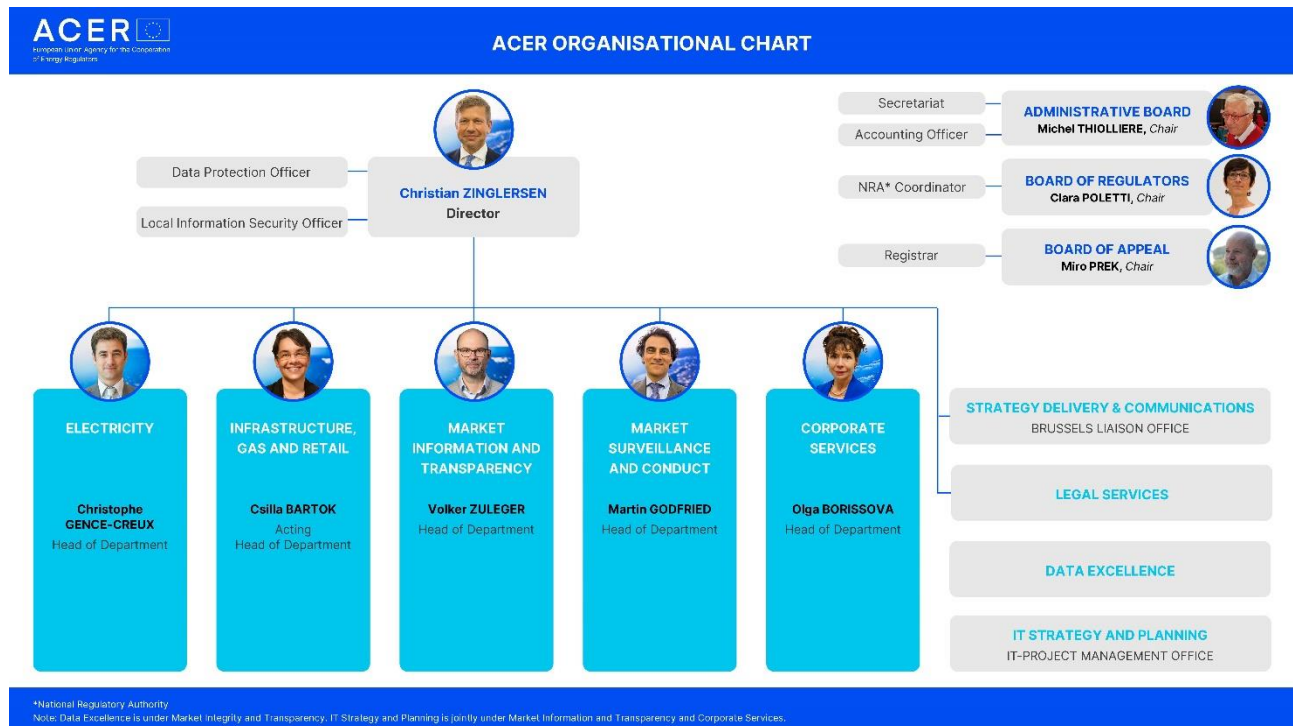 ACER
European Union Agency for the Cooperation
of Energy Regulators
ACER ORGANISATIONAL CHART
Secretariat
Accounting Officer
ADMINISTRATIVE BOARD
Michel THIOLLIERE, Chair
NRA* Coordinator
BOARD OF REGULATORS
Clara POLETTI, Chair
Registrar
BOARD OF APPEAL
Miro PREK, Chair
Data Protection Officer
Local Information Security Officer
Christian ZINGLERSEN
Director
ELECTRICITY
Christophe
GENCE-CREUX
Head of Department
INFRASTRUCTURE,
GAS AND RETAIL
Csilla BARTOK
Acting
Head of Department
MARKET
INFORMATION AND
TRANSPARENCY
Volker ZULEGER
Head of Department
MARKET
SURVEILLANCE
AND CONDUCT
Martin GODFRIED
Head of Department
CORPORATE
SERVICES
Olga BORISSOVA
Head of Department
STRATEGY DELIVERY & COMMUNICATIONS
BRUSSELS LIAISON OFFICE
LEGAL SERVICES
DATA EXCELLENCE
IT STRATEGY AND PLANNING
IT-PROJECT MANAGEMENT OFFICE
*National Regulatory Authority
Note: Data Excellence is under Market Integrity and Transparency. IT Strategy and Planning is jointly under Market Information and Transparency and Corporate Services.